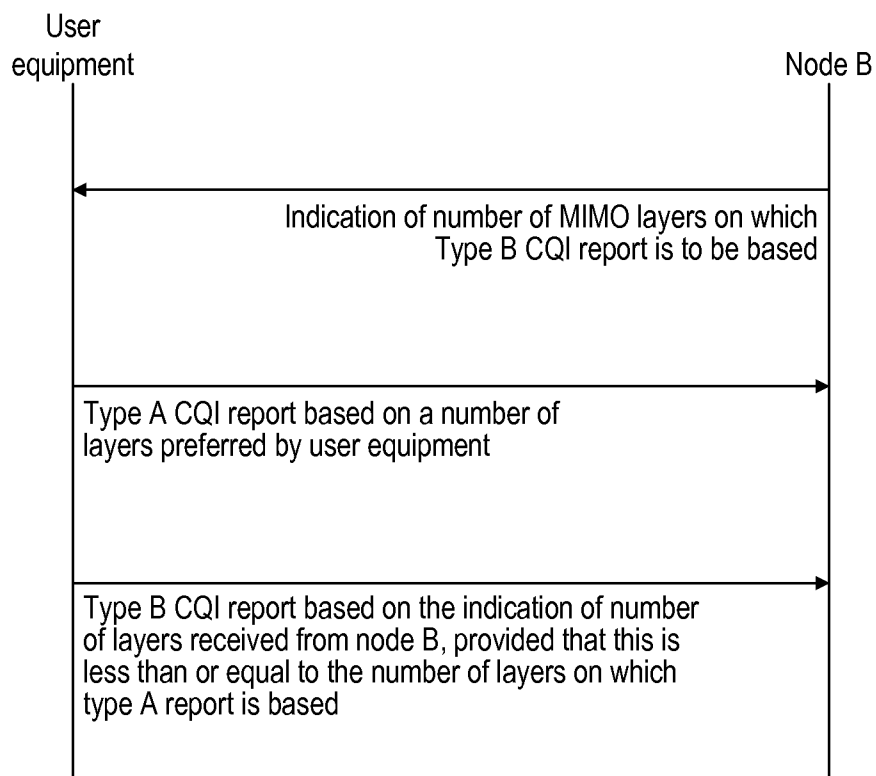 User
equipment
Node B
Indication of number of MIMO layers on which
Type B CQI report is to be based
Type A CQI report based on a number of
layers preferred by user equipment
Type B CQI report based on the indication of number
of layers received from node B, provided that this is
less than or equal to the number of layers on which
type A report is based